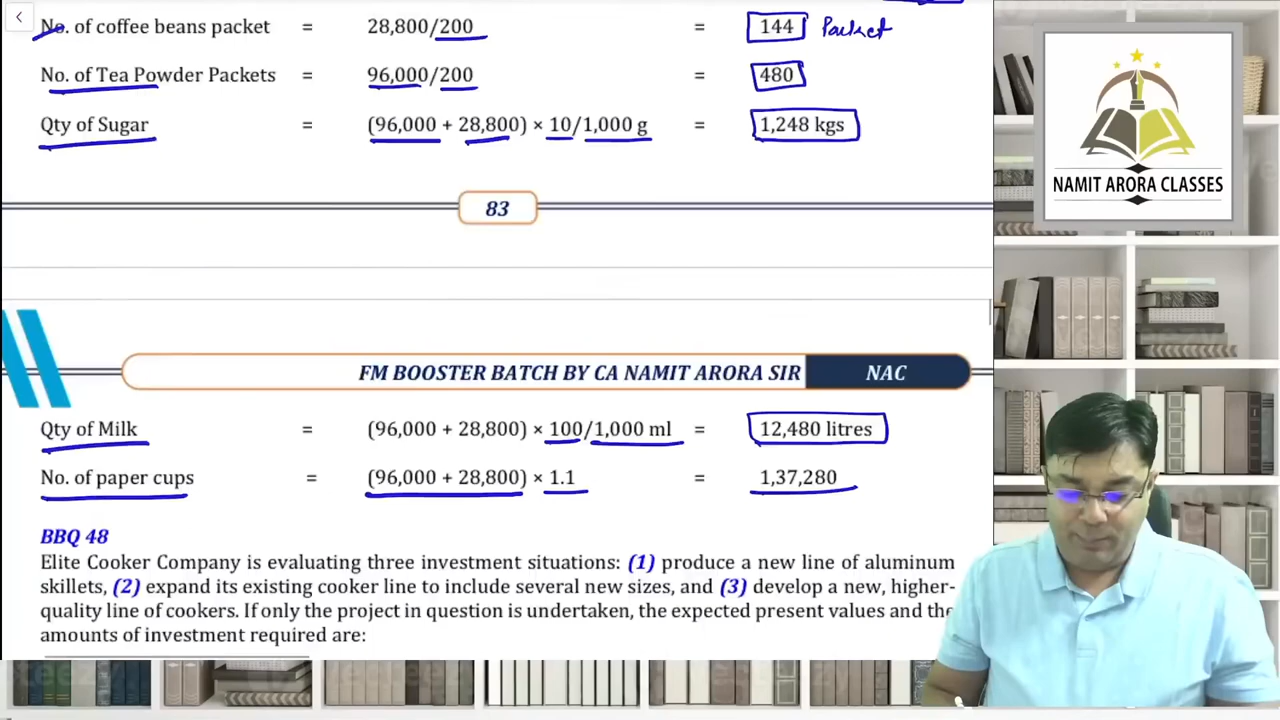 No. of coffee beans packet = 28,800/200 = 144 Packet
No. of Tea Powder Packets = 96,000/200 = 480
Qty of Sugar = (96,000 + 28,800) × 10/1,000 g = 1,248 kgs
NAMIT ARORA CLASSES
83
FM BOOSTER BATCH BY CA NAMIT ARORA SIR NAC
Qty of Milk = (96,000 + 28,800) × 100/1,000 ml = 12,480 litres
No. of paper cups = (96,000 + 28,800) × 1.1 = 1,37,280
BBQ 48
Elite Cooker Company is evaluating three investment situations: (1) produce a new line of aluminum
skillets, (2) expand its existing cooker line to include several new sizes, and (3) develop a new, higher-
quality line of cookers. If only the project in question is undertaken, the expected present values and the
amounts of investment required are: